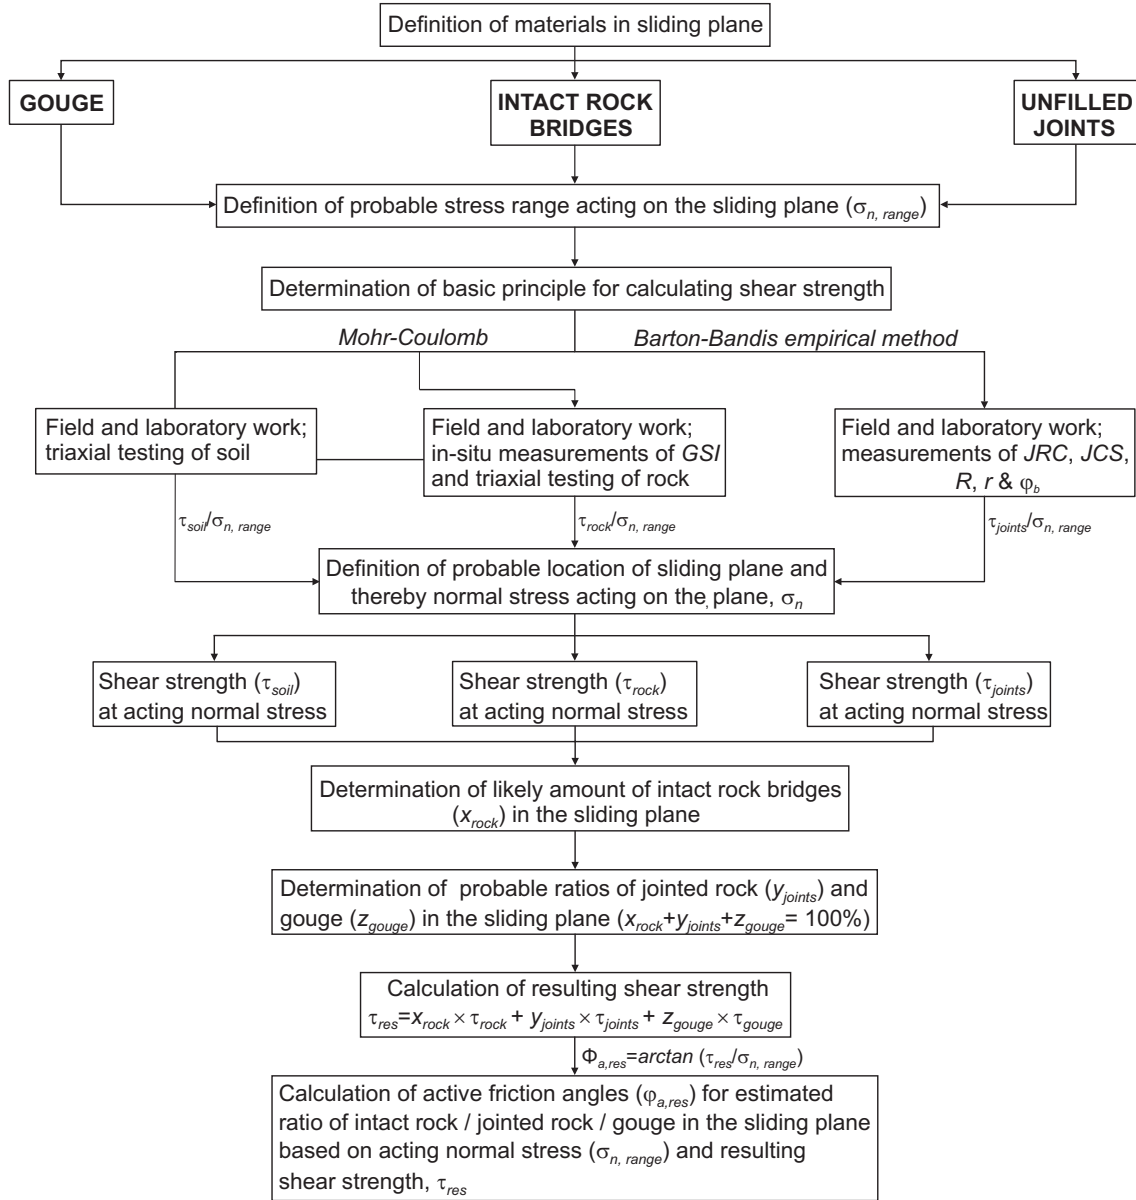 Definition of materials in sliding plane
GOUGE
INTACT ROCK
BRIDGES
UNFILLED
JOINTS
Definition of probable stress range acting on the sliding plane (σn, range)
Determination of basic principle for calculating shear strength
Mohr-Coulomb
Barton-Bandis empirical method
Field and laboratory work;
triaxial testing of soil
Field and laboratory work;
in-situ measurements of GSI
and triaxial testing of rock
Field and laboratory work;
measurements of JRC, JCS,
R, r & φb
τsoil/σn, range
τrock/σn, range
τjoints/σn, range
Definition of probable location of sliding plane and
thereby normal stress acting on the, plane, σn
Shear strength (τsoil)
at acting normal stress
Shear strength (τrock)
at acting normal stress
Shear strength (τjoints)
at acting normal stress
Determination of likely amount of intact rock bridges
(xrock) in the sliding plane
Determination of probable ratios of jointed rock (yjoints) and
gouge (zgouge) in the sliding plane (xrock+yjoints+zgouge= 100%)
Calculation of resulting shear strength
τres=xrock × τrock + yjoints × τjoints + zgouge × τgouge
Φa,res=arctan (τres/σn, range)
Calculation of active friction angles (φa,res) for estimated
ratio of intact rock / jointed rock / gouge in the sliding plane
based on acting normal stress (σn, range) and resulting
shear strength, τres